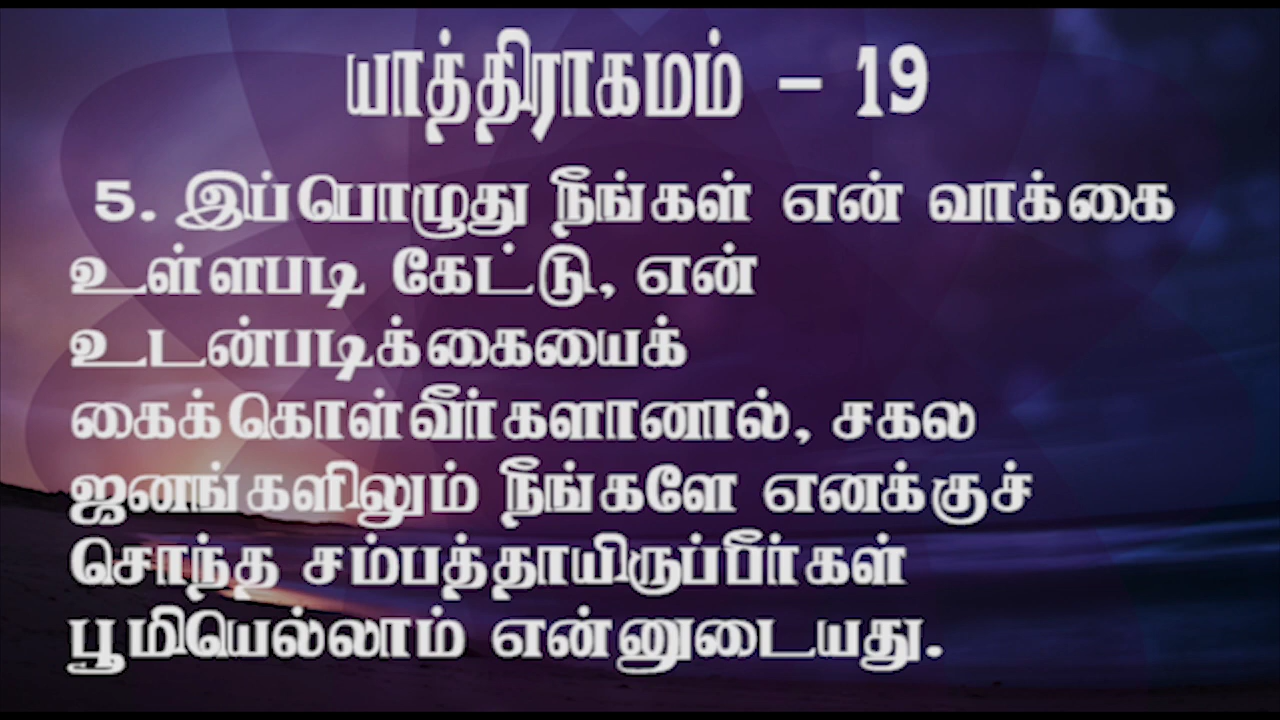 யாத்திராகமம் - 19
5. இப்பொழுது நீங்கள் என் வாக்கை
உள்ளபடி கேட்டு, என்
உடன்படிக்கையைக்
கைக்கொள்வீர்களானால், சகல
ஜனங்களிலும் நீங்களே எனக்குச்
சொந்த சம்பத்தாயிருப்பீர்கள்
பூமியெல்லாம் என்னுடையது.